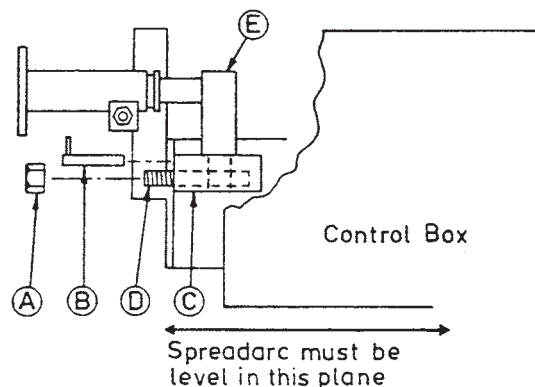 E
Control Box
A
B
D
C
Spreadarc must be
level in this plane